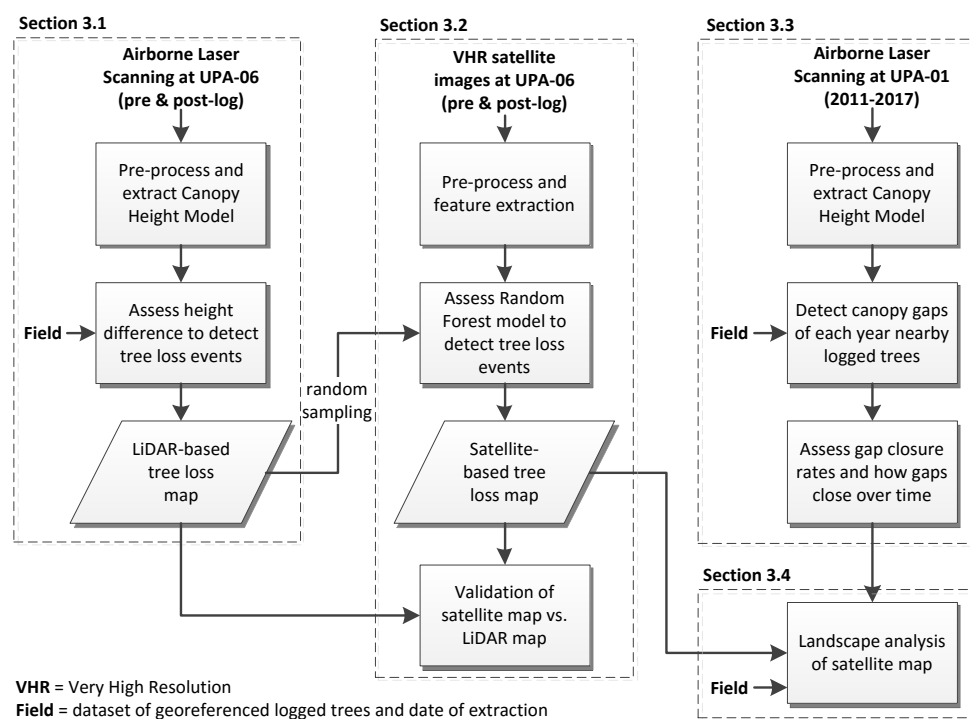 Section 3.1
Airborne Laser
Scanning at UPA-06
(pre & post-log)
Pre-process and
extract Canopy
Height Model
Field
Assess height
difference to detect
tree loss events
LiDAR-based
tree loss
map
random
sampling
Section 3.2
VHR satellite
images at UPA-06
(pre & post-log)
Pre-process and
feature extraction
Assess Random
Forest model to
detect tree loss
events
Satellite-
based tree
loss map
Validation of
satellite map vs.
LiDAR map
Section 3.3
Airborne Laser
Scanning at UPA-01
(2011-2017)
Pre-process and
extract Canopy
Height Model
Field
Detect canopy gaps
of each year nearby
logged trees
Assess gap closure
rates and how gaps
close over time
Section 3.4
Landscape analysis
of satellite map
Field
VHR = Very High Resolution
Field = dataset of georeferenced logged trees and date of extraction